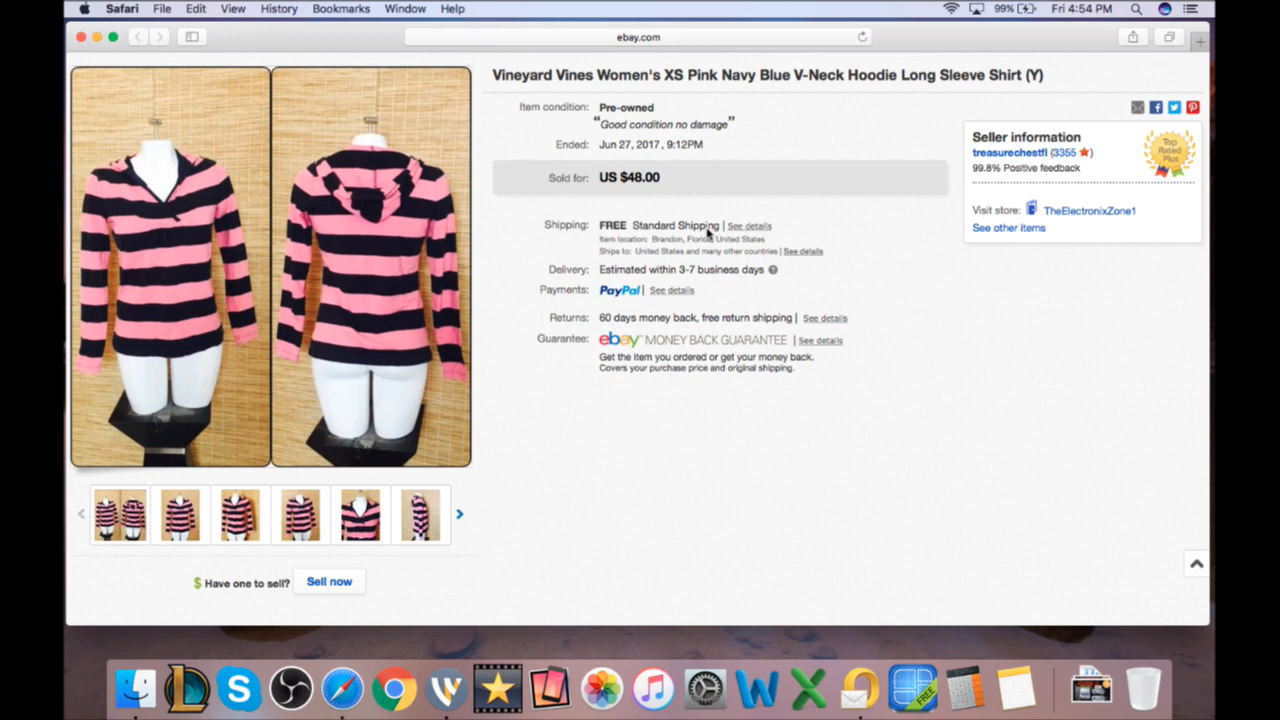 Safari File Edit View History Bookmarks Window Help
99% Fri 4:54 PM
ebay.com
Vineyard Vines Women's XS Pink Navy Blue V-Neck Hoodie Long Sleeve Shirt (Y)
Item condition: Pre-owned
"Good condition no damage"
Ended: Jun 27, 2017 , 9:12PM
Sold for: US $48.00
Shipping: FREE Standard Shipping | See details
Item location: Brandon, Florida, United States
Ships to: United States and many other countries | See details
Delivery: Estimated within 3-7 business days
Payments: PayPal | See details
Returns: 60 days money back, free return shipping | See details
Guarantee: ebay MONEY BACK GUARANTEE | See details
Get the item you ordered or get your money back.
Covers your purchase price and original shipping.
Seller information
treasurechestfl (3355 )
99.8% Positive feedback
Top
Rated
Plus
Visit store: TheElectronixZone1
See other items
$ Have one to sell? Sell now
S
W
X
FREE